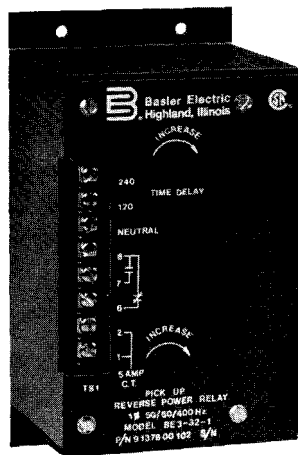 Basler Electric
Highland, Illinois
INCREASE
240
TIME DELAY
120
NEUTRAL
8
7
6
2
INCREASE
1
5 AMP
C.T.
TB1
PICK UP
REVERSE POWER RELAY
1Ø 50/60/400 Hz
MODEL BE3-32-1
P/N 9 1378 00 102 S/N